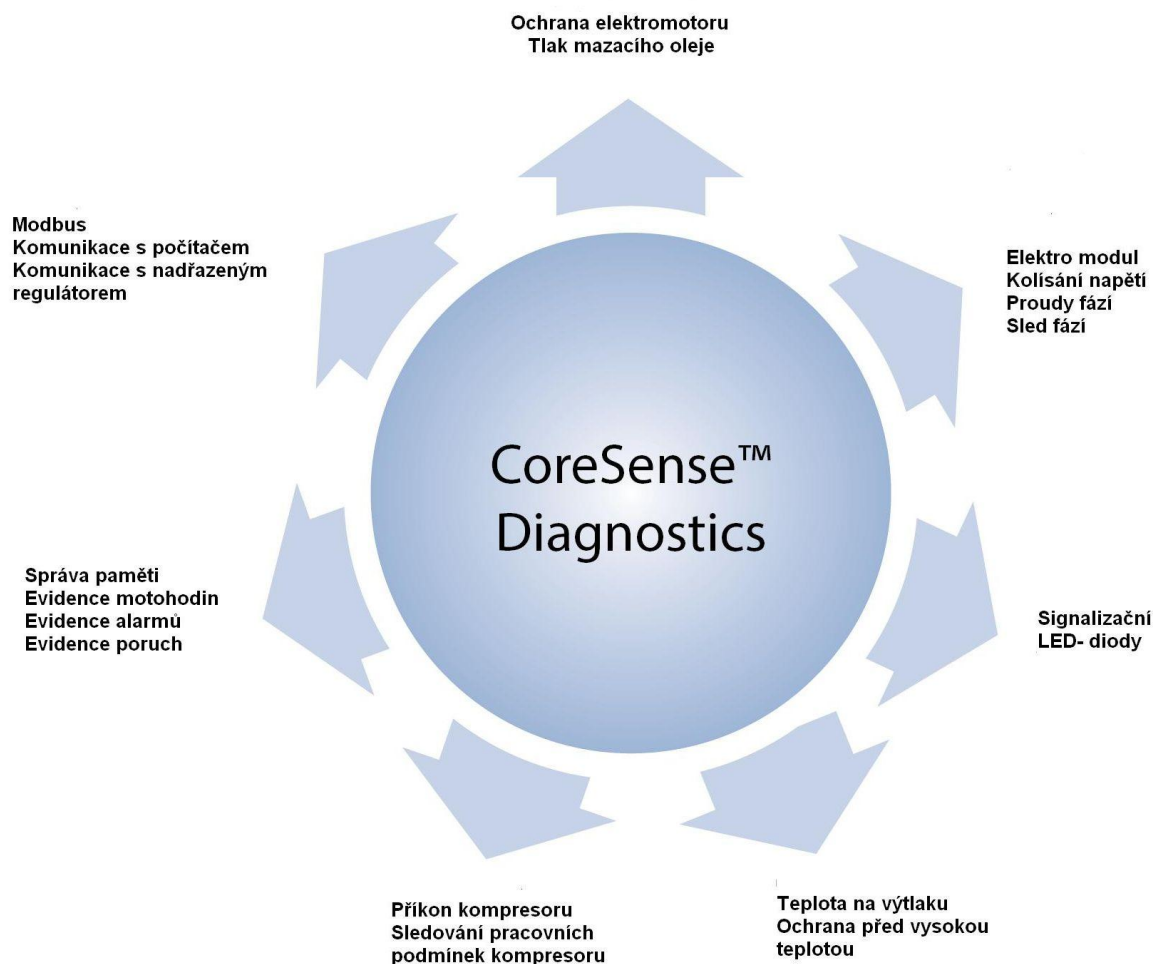 Ochrana elektromotoru
Tlak mazacího oleje
Modbus
Komunikace s počítačem
Komunikace s nadřazeným
regulátorem
Elektro modul
Kolísání napětí
Proudy fází
Sled fází
CoreSense™
Diagnostics
Správa paměti
Evidence motohodin
Evidence alarmů
Evidence poruch
Signalizační
LED- diody
Příkon kompresoru
Sledování pracovních
podmínek kompresoru
Teplota na výtlaku
Ochrana před vysokou
teplotou